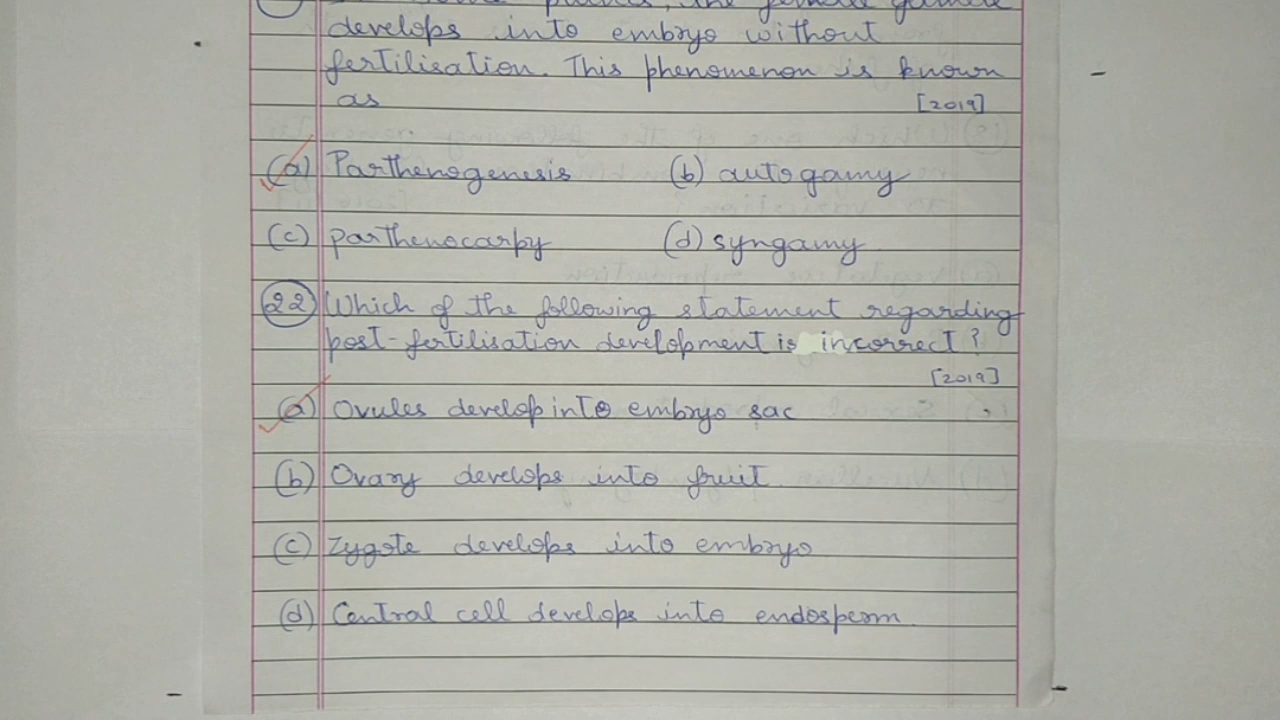 develops into embryo without
fertilisation. This phenomenon is known
as [2019]
(a) Parthenogenesis (b) autogamy
(c) parthenocarpy (d) syngamy
22 Which of the following statement regarding
post-fertilisation development is incorrect?
[2019]
(a) Ovules develop into embryo sac
(b) Ovary develops into fruit.
(c) Zygote develops into embryo
(d) Central cell develops into endosperm.